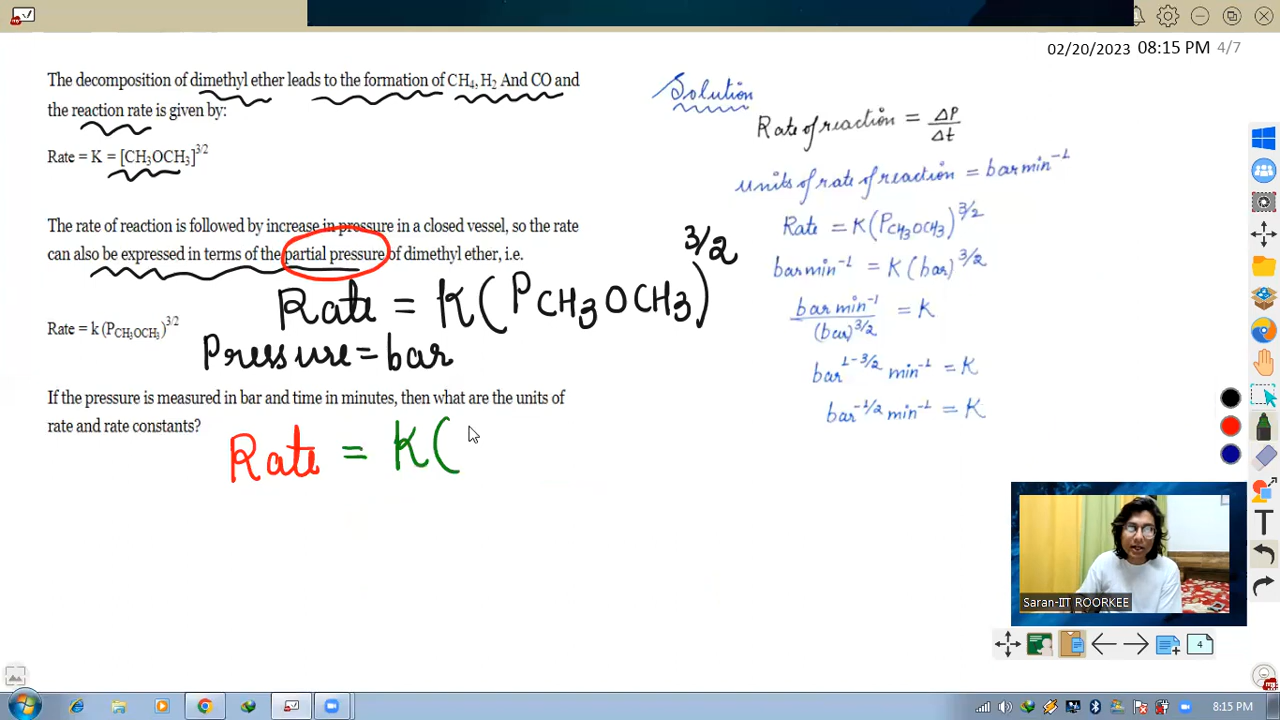 02/20/2023 08:15 PM 4/7
The decomposition of dimethyl ether leads to the formation of CH₄, H₂ And CO and
the reaction rate is given by:
Rate = K = [CH₃OCH₃]^3/2
The rate of reaction is followed by increase in pressure in a closed vessel, so the rate
can also be expressed in terms of the partial pressure of dimethyl ether, i.e.
Rate = K(PCH3OCH3)^3/2
Rate = k (P_CH₃OCH₃)^3/2
Pressure = bar
If the pressure is measured in bar and time in minutes, then what are the units of
rate and rate constants?
Rate = K(
Solution
Rate of reaction = ΔP/Δt
units of rate of reaction = bar min^-1
Rate = K(P_CH₃OCH₃)^3/2
bar min^-1 = K (bar)^3/2
bar min^-1/(bar)^3/2 = K
bar^1-3/2 min^-1 = K
bar^-1/2 min^-1 = K
Saran-IIT ROORKEE
4
T
8:15 PM